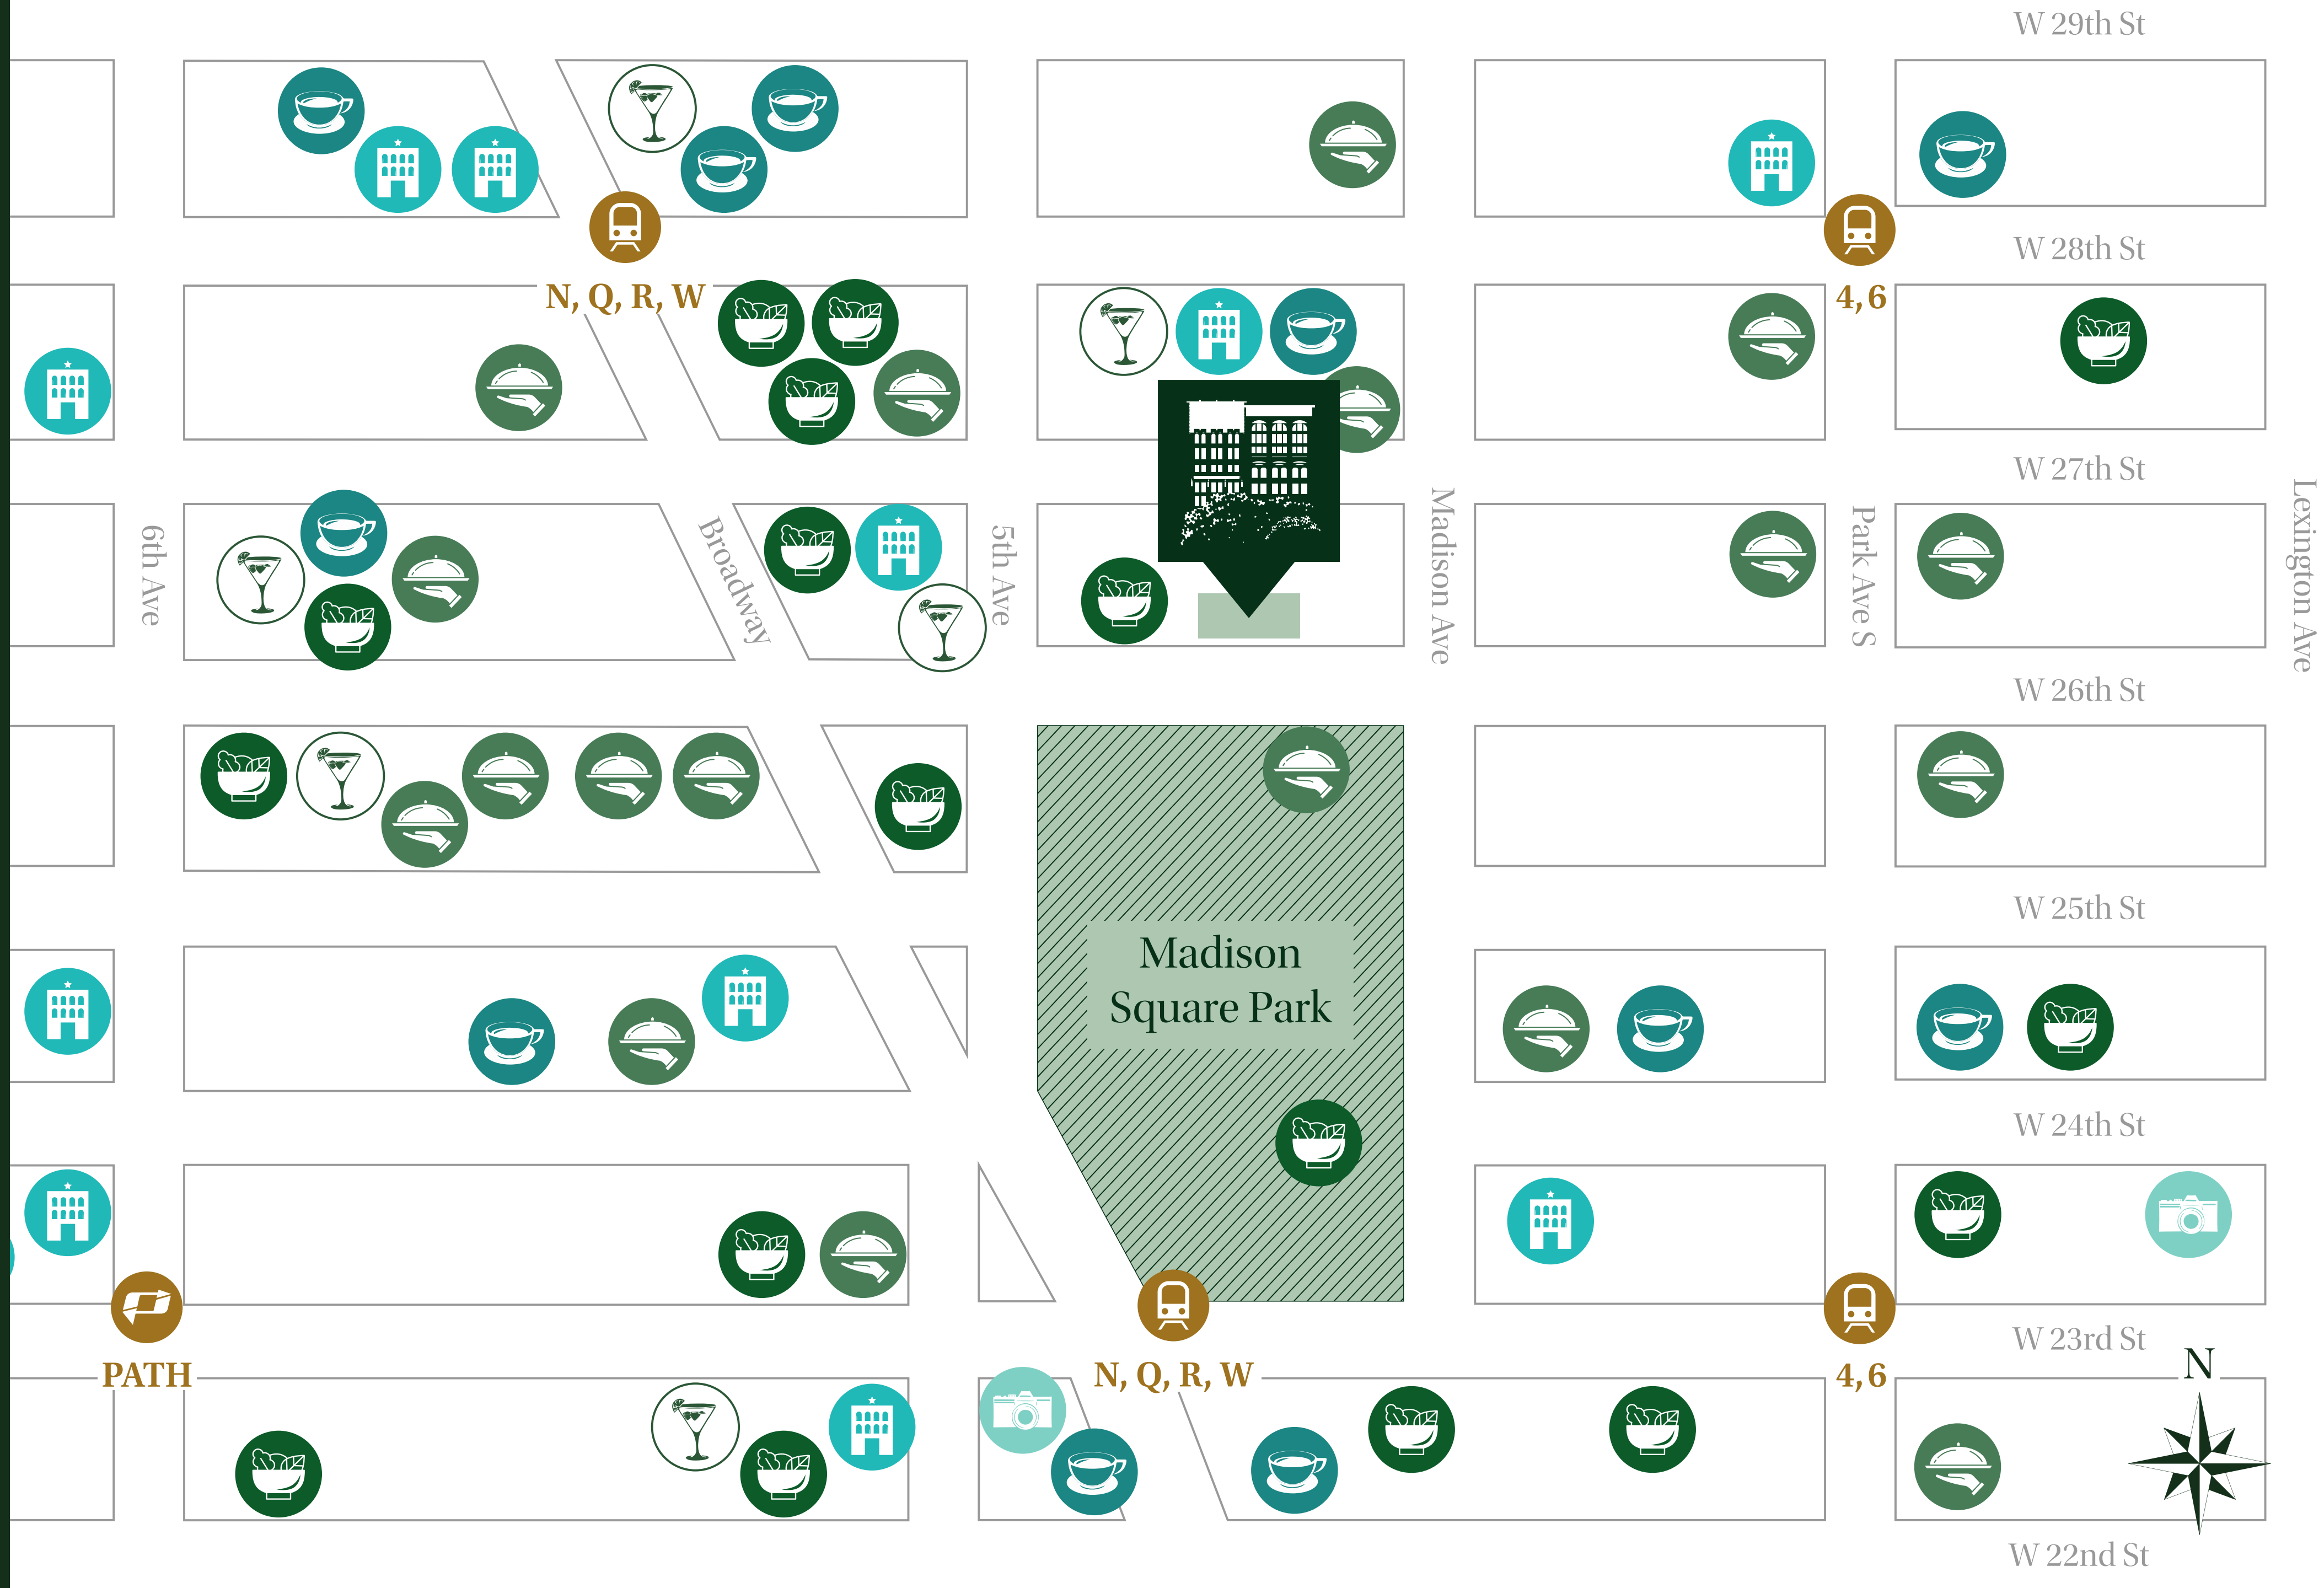 W 29th St
W 28th St
N, Q, R, W
4, 6
W 27th St
6th Ave
Broadway
5th Ave
Madison Ave
Park Ave S
Lexington Ave
W 26th St
W 25th St
Madison
Square Park
W 24th St
W 23rd St
PATH
N, Q, R, W
4, 6
N
W 22nd St